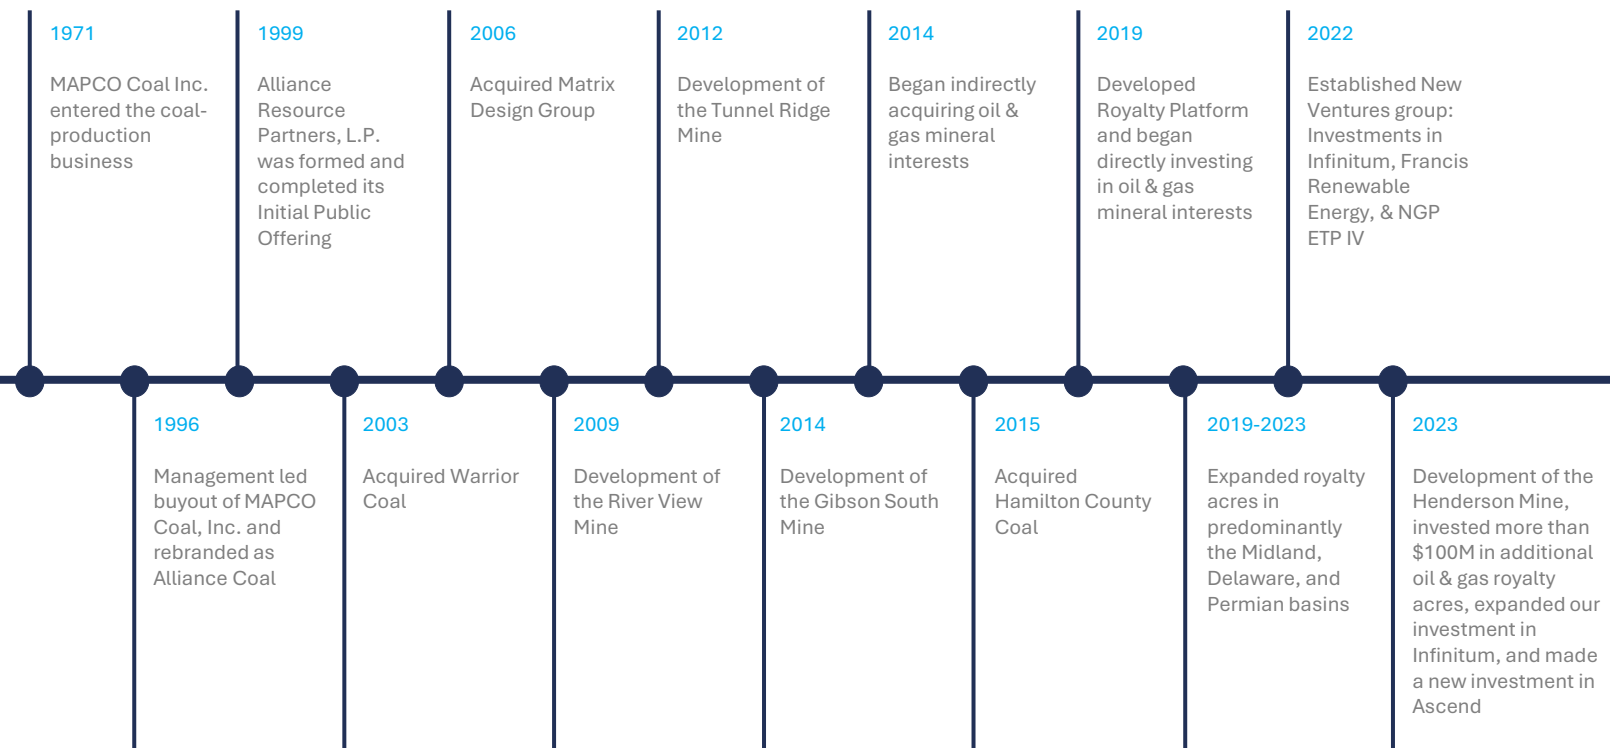 1971
MAPCO Coal Inc.
entered the coal-
production
business
1999
Alliance
Resource
Partners, L.P.
was formed and
completed its
Initial Public
Offering
2006
Acquired Matrix
Design Group
2012
Development of
the Tunnel Ridge
Mine
2014
Began indirectly
acquiring oil &
gas mineral
interests
2019
Developed
Royalty Platform
and began
directly investing
in oil & gas
mineral interests
2022
Established New
Ventures group:
Investments in
Infinitum, Francis
Renewable
Energy, & NGP
ETP IV
1996
Management led
buyout of MAPCO
Coal, Inc. and
rebranded as
Alliance Coal
2003
Acquired Warrior
Coal
2009
Development of
the River View
Mine
2014
Development of
the Gibson South
Mine
2015
Acquired
Hamilton County
Coal
2019-2023
Expanded royalty
acres in
predominantly
the Midland,
Delaware, and
Permian basins
2023
Development of the
Henderson Mine,
invested more than
$100M in additional
oil & gas royalty
acres, expanded our
investment in
Infinitum, and made
a new investment in
Ascend